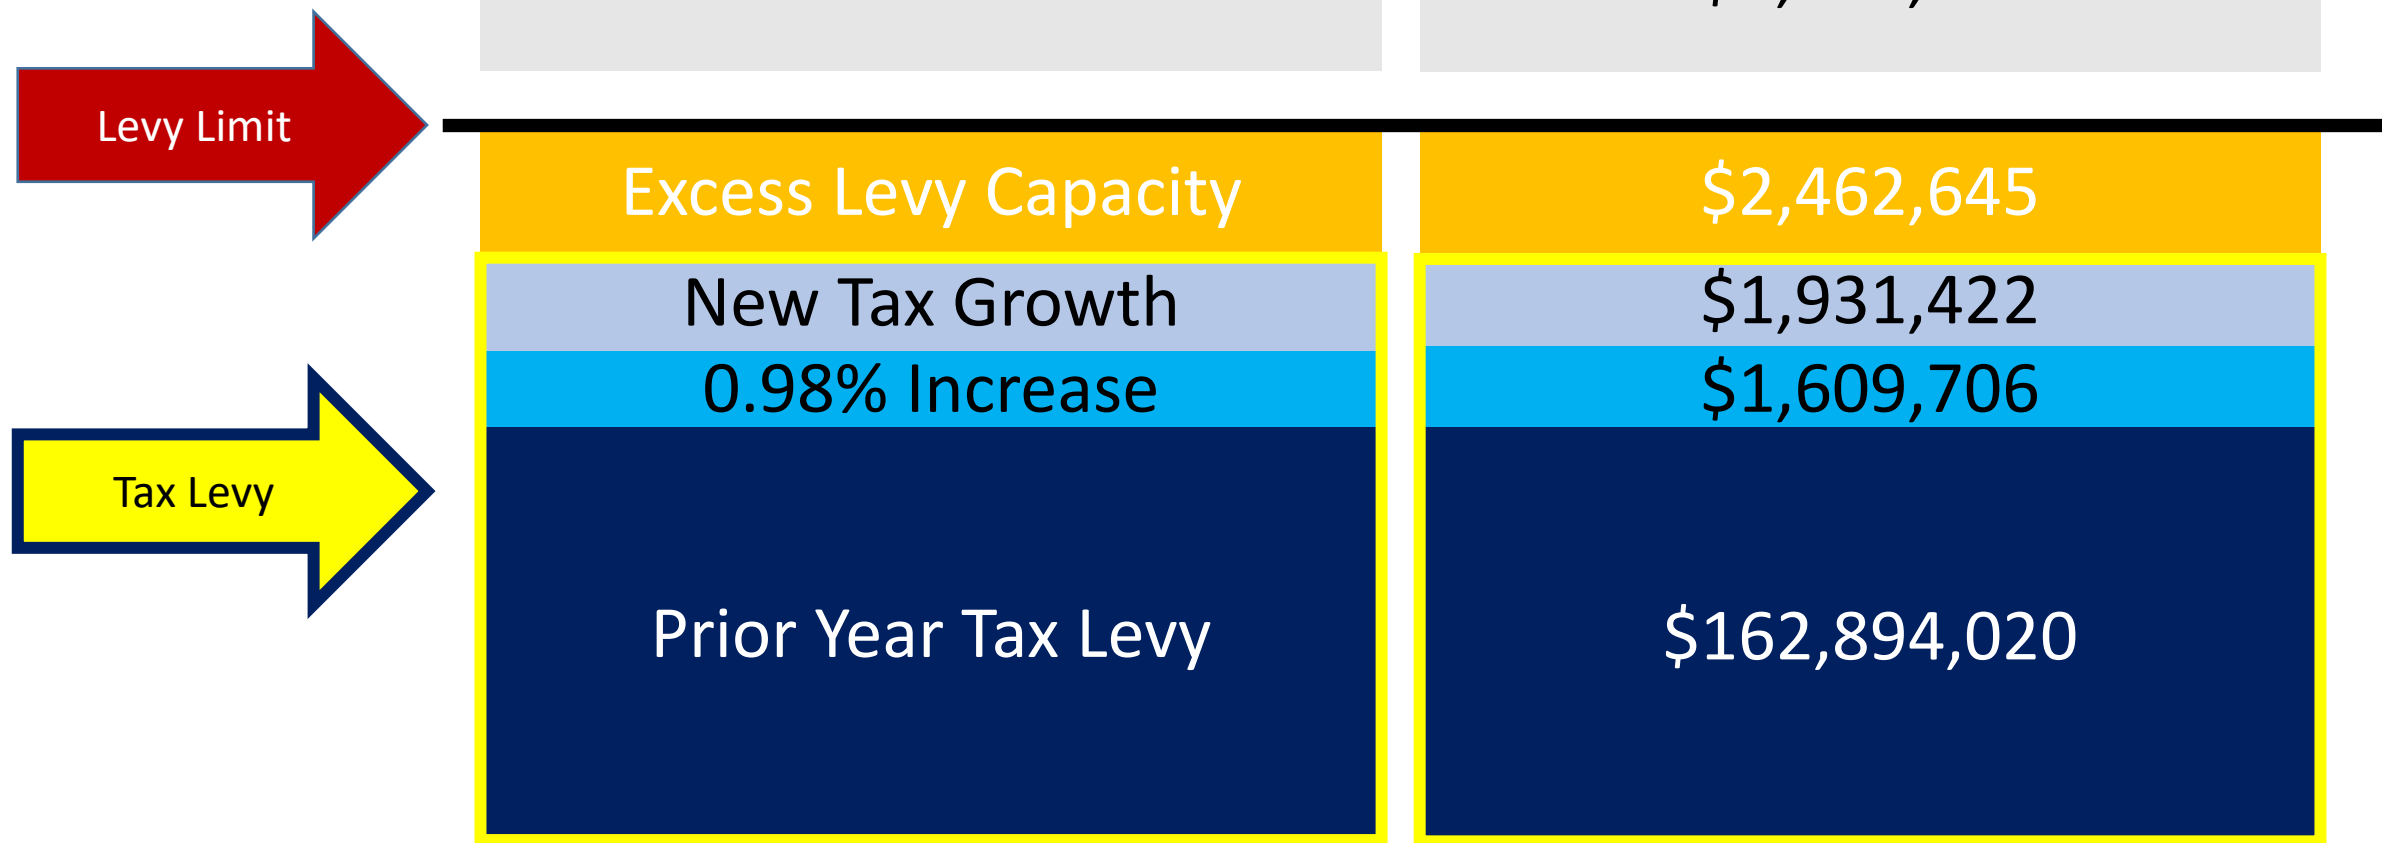 Levy Limit
Excess Levy Capacity
$2,462,645
New Tax Growth
$1,931,422
0.98% Increase
$1,609,706
Tax Levy
Prior Year Tax Levy
$162,894,020